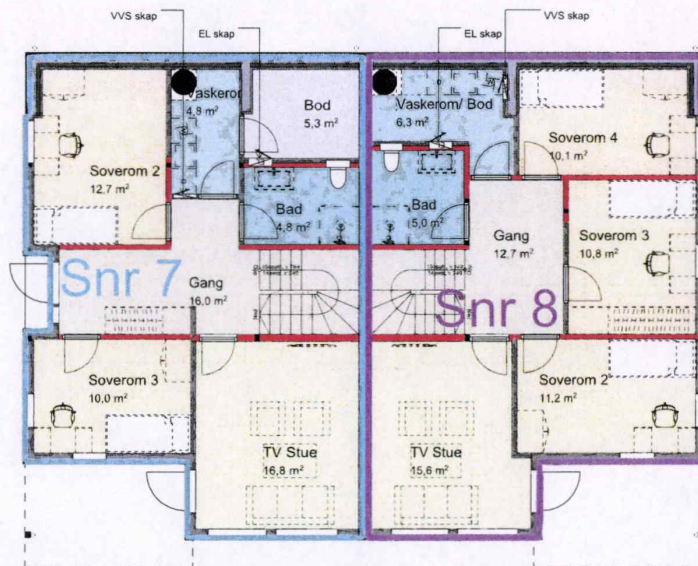 VVS skap
VVS skap
EL skap
EL skap
Vaskerom
4,8 m²
Bod
5,3 m²
Vaskerom/ Bod
6,3 m²
Soverom 4
10,1 m²
Soverom 2
12,7 m²
Bad
4,8 m²
Bad
5,0 m²
Gang
12,7 m²
Soverom 3
10,8 m²
Snr 7
Gang
16,0 m²
Snr 8
Soverom 3
10,0 m²
Soverom 2
11,2 m²
TV Stue
16,8 m²
TV Stue
15,6 m²